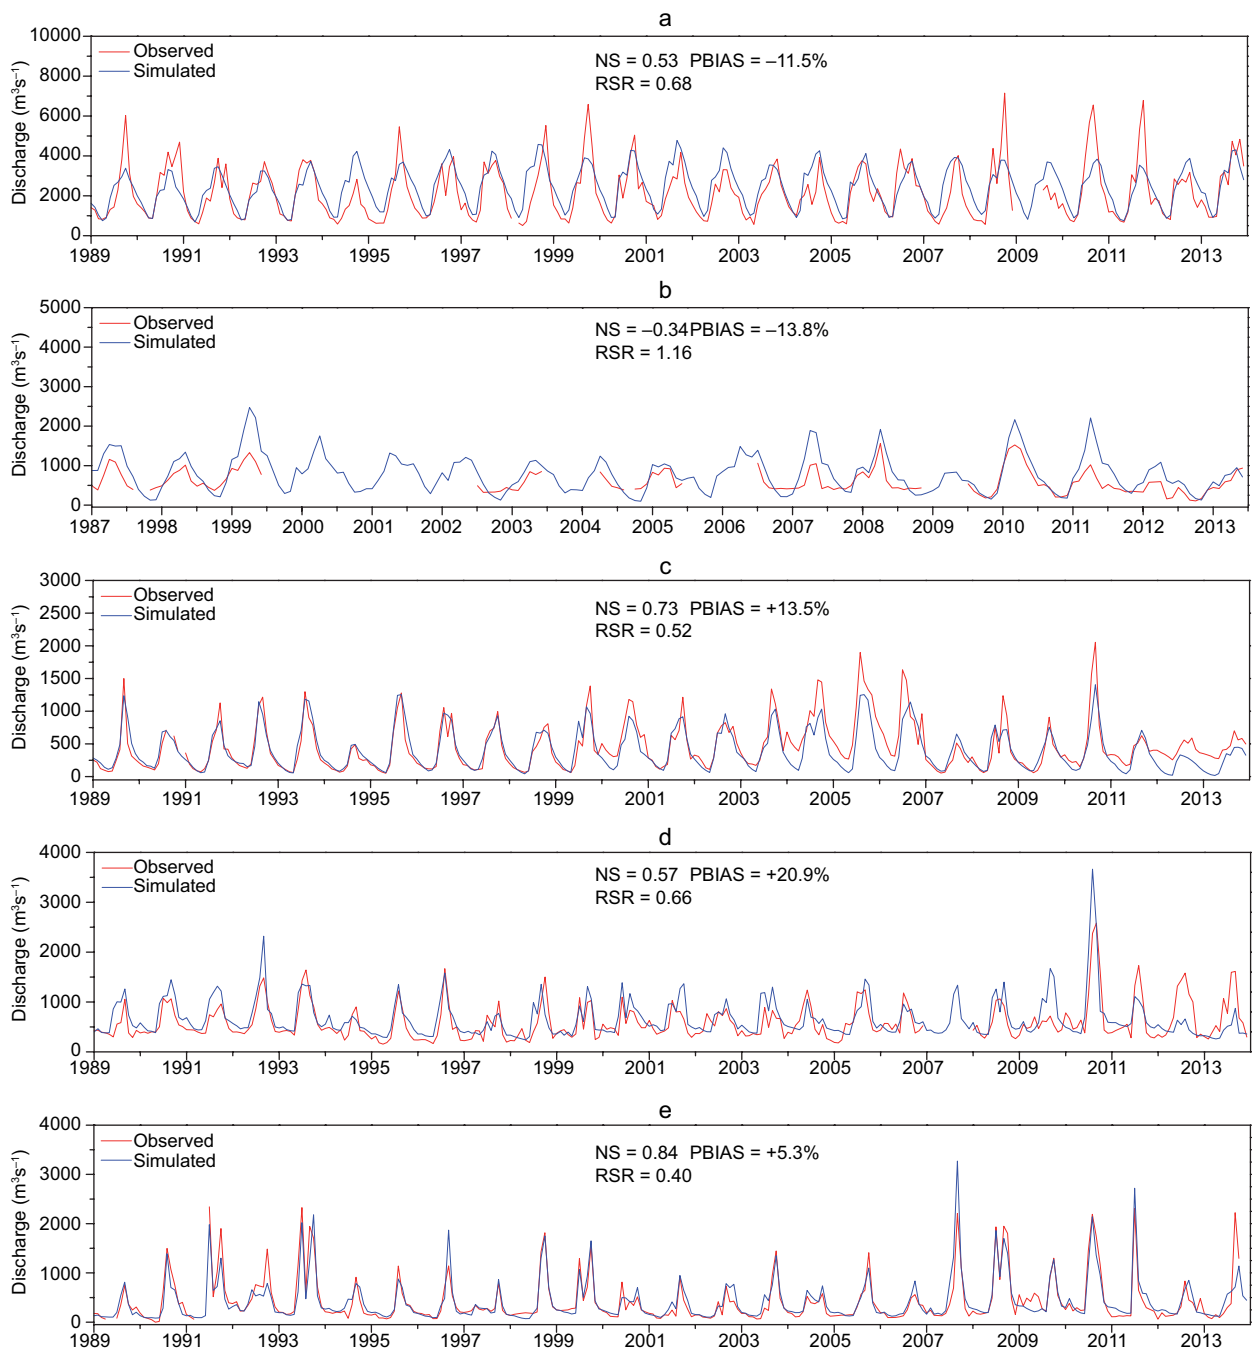 a
10000
8000
6000
4000
2000
0
Discharge (m³s⁻¹)
Observed
Simulated
NS = 0.53 PBIAS = –11.5%
RSR = 0.68
1989 1991 1993 1995 1997 1999 2001 2003 2005 2007 2009 2011 2013
b
5000
4000
3000
2000
1000
0
Discharge (m³s⁻¹)
Observed
Simulated
NS = –0.34PBIAS = –13.8%
RSR = 1.16
1987 1998 1999 2000 2001 2002 2003 2004 2005 2006 2007 2008 2009 2010 2011 2012 2013
c
3000
2500
2000
1500
1000
500
0
Discharge (m³s⁻¹)
Observed
Simulated
NS = 0.73 PBIAS = +13.5%
RSR = 0.52
1989 1991 1993 1995 1997 1999 2001 2003 2005 2007 2009 2011 2013
d
4000
3000
2000
1000
0
Discharge (m³s⁻¹)
Observed
Simulated
NS = 0.57 PBIAS = +20.9%
RSR = 0.66
1989 1991 1993 1995 1997 1999 2001 2003 2005 2007 2009 2011 2013
e
4000
3000
2000
1000
0
Discharge (m³s⁻¹)
Observed
Simulated
NS = 0.84 PBIAS = +5.3%
RSR = 0.40
1989 1991 1993 1995 1997 1999 2001 2003 2005 2007 2009 2011 2013